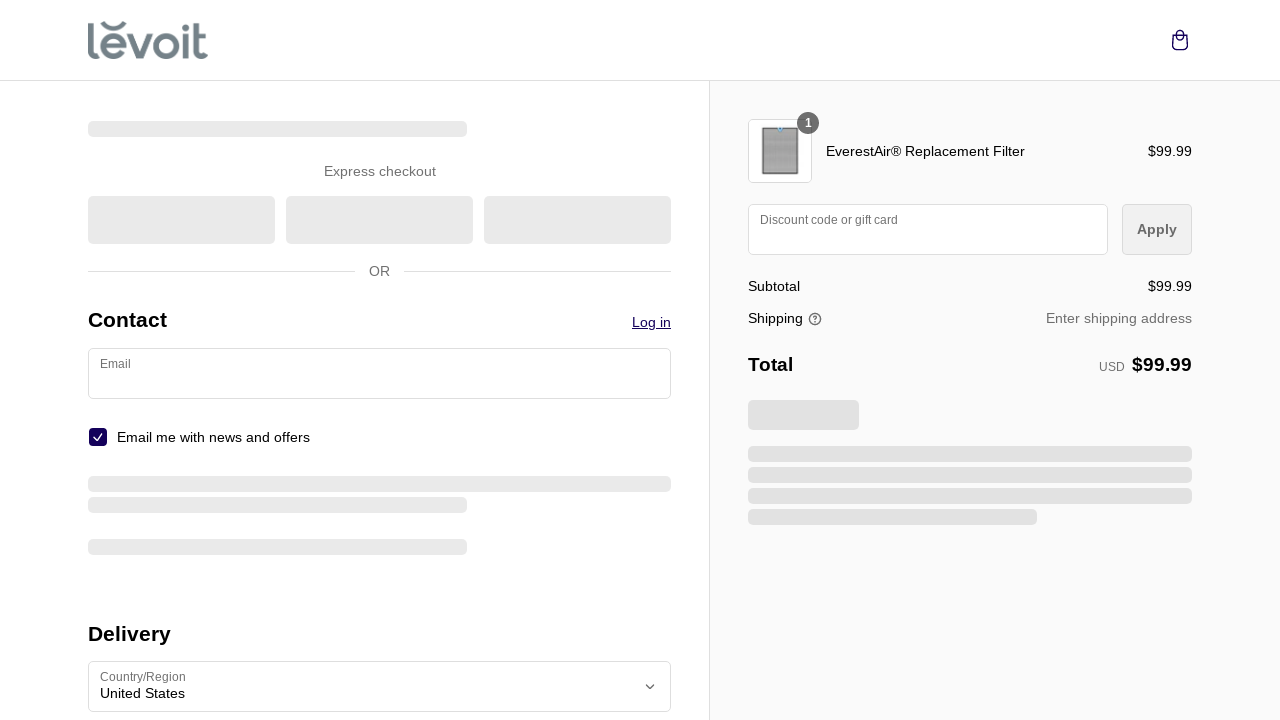 lĕvoit
Express checkout
OR
Contact
Log in
Email
Email me with news and offers
Delivery
Country/Region
United States
1
EverestAir® Replacement Filter
$99.99
Discount code or gift card
Apply
Subtotal
$99.99
Shipping
Enter shipping address
Total
USD $99.99